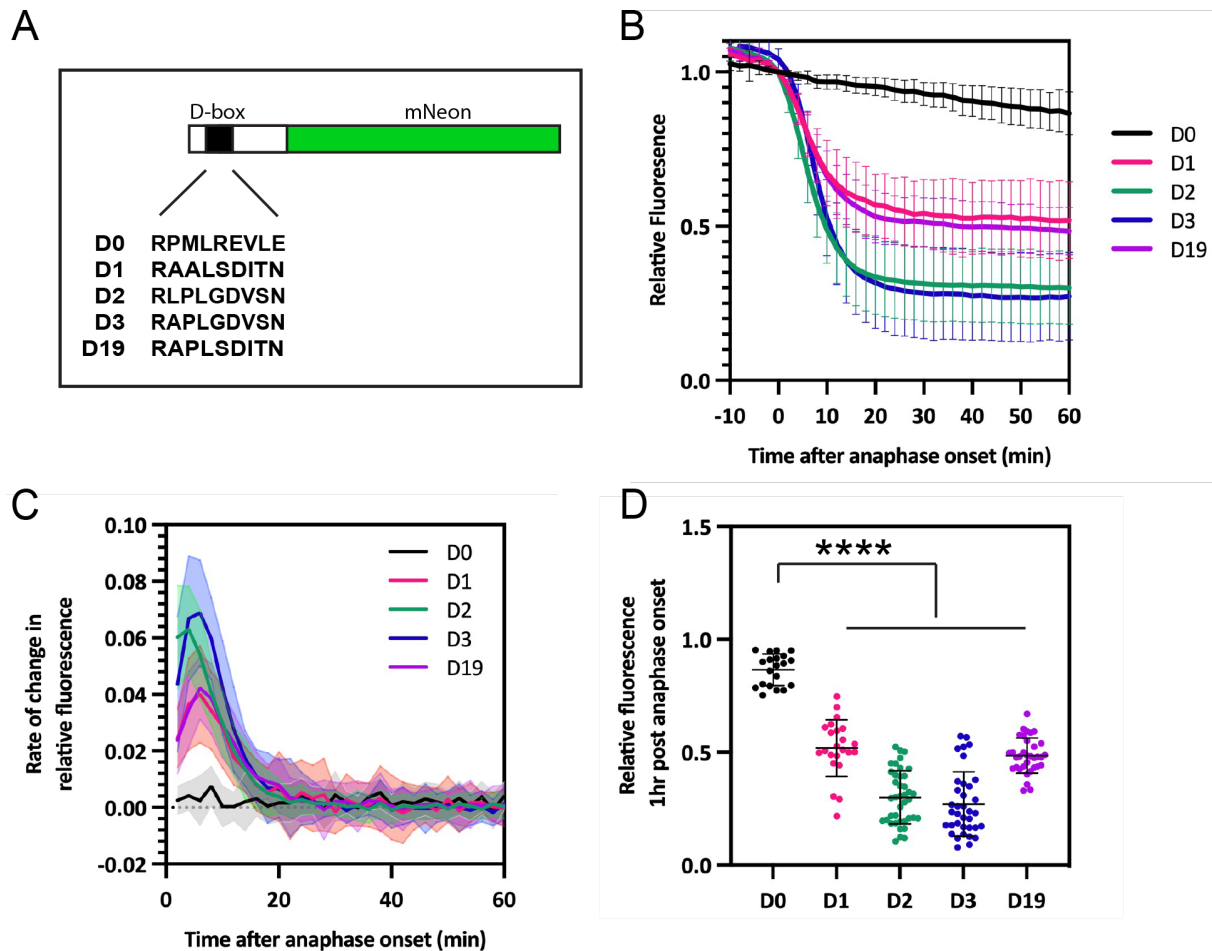 A
D-box
mNeon
D0 RPMLREVLE
D1 RAALSDITN
D2 RLPLGDVSN
D3 RAPLGDVSN
D19 RAPLSDITN
B
Relative Fluoresence
1.0
0.5
0.0
-10 0 10 20 30 40 50 60
Time after anaphase onset (min)
D0
D1
D2
D3
D19
C
Rate of change in
relative fluorescence
0.10
0.08
0.06
0.04
0.02
0.00
-0.02
0 20 40 60
Time after anaphase onset (min)
D0
D1
D2
D3
D19
D
Relative fluorescence
1hr post anaphase onset
1.5
1.0
0.5
0.0
****
D0 D1 D2 D3 D19